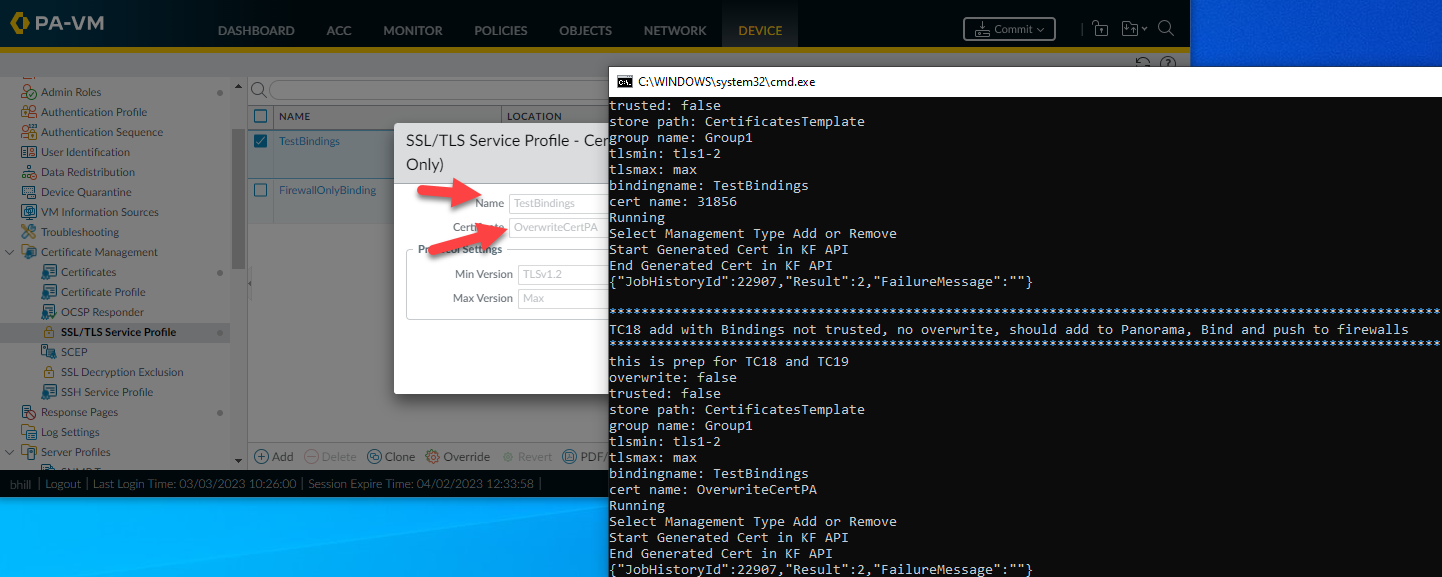 PA-VM
DASHBOARD ACC MONITOR POLICIES OBJECTS NETWORK DEVICE
Commit
Admin Roles
Authentication Profile
Authentication Sequence
User Identification
Data Redistribution
Device Quarantine
VM Information Sources
Troubleshooting
Certificate Management
Certificates
Certificate Profile
OCSP Responder
SSL/TLS Service Profile
SCEP
SSL Decryption Exclusion
SSH Service Profile
Response Pages
Log Settings
Server Profiles
NAME LOCATION
TestBindings
FirewallOnlyBinding
SSL/TLS Service Profile - Cer
Only)
Name TestBindings
Certificate OverwriteCertPA
Protocol Settings
Min Version TLSv1.2
Max Version Max
Add Delete Clone Override Revert PDF/
bhill | Logout | Last Login Time: 03/03/2023 10:26:00 | Session Expire Time: 04/02/2023 12:33:58 |
C:\WINDOWS\system32\cmd.exe
trusted: false
store path: CertificatesTemplate
group name: Group1
tlsmin: tls1-2
tlsmax: max
bindingname: TestBindings
cert name: 31856
Running
Select Management Type Add or Remove
Start Generated Cert in KF API
End Generated Cert in KF API
{"JobHistoryId":22907,"Result":2,"FailureMessage":""}
********************************************************************************************************
TC18 add with Bindings not trusted, no overwrite, should add to Panorama, Bind and push to firewalls
********************************************************************************************************
this is prep for TC18 and TC19
overwrite: false
trusted: false
store path: CertificatesTemplate
group name: Group1
tlsmin: tls1-2
tlsmax: max
bindingname: TestBindings
cert name: OverwriteCertPA
Running
Select Management Type Add or Remove
Start Generated Cert in KF API
End Generated Cert in KF API
{"JobHistoryId":22907,"Result":2,"FailureMessage":""}